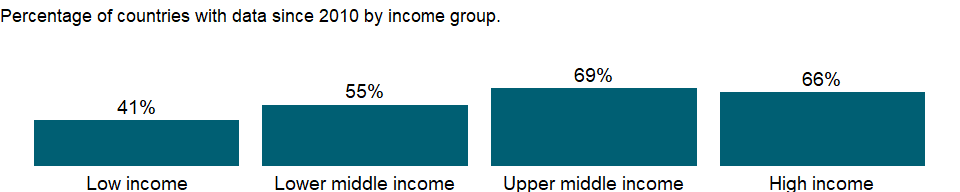 Percentage of countries with data since 2010 by income group.
69%
66%
55%
41%
Low income Lower middle income Upper middle income High income